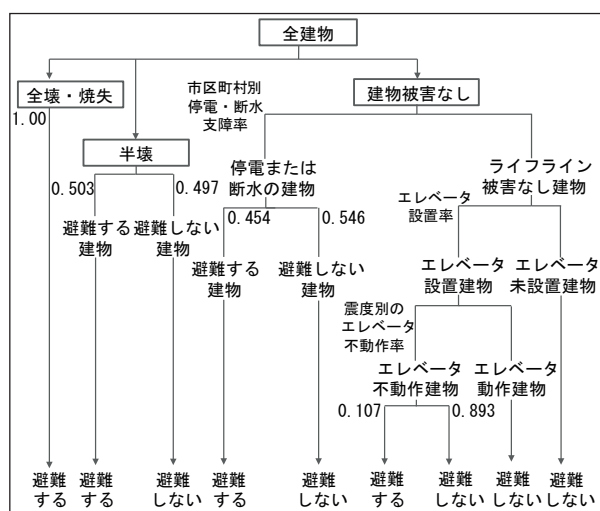 全建物
全壊・焼失
1.00
半壊
0.503
0.497
避難する
建物
避難しない
建物
市区町村別
停電・断水
支障率
建物被害なし
停電または
断水の建物
0.454
0.546
避難する
建物
避難しない
建物
ライフライン
被害なし建物
エレベータ
設置率
エレベータ
設置建物
エレベータ
未設置建物
震度別の
エレベータ
不動作率
エレベータ
不動作建物
エレベータ
動作建物
0.107
0.893
避難
する
避難
する
避難
しない
避難
する
避難
しない
避難
する
避難
しない
避難
しない
避難
しない